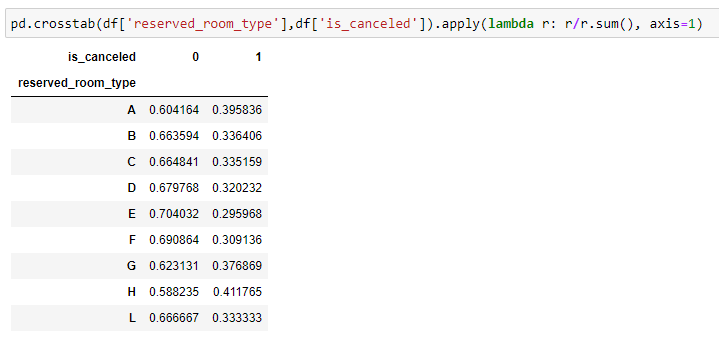 pd.crosstab(df['reserved_room_type'],df['is_canceled']).apply(lambda r: r/r.sum(), axis=1)
is_canceled 0 1
reserved_room_type
A 0.604164 0.395836
B 0.663594 0.336406
C 0.664841 0.335159
D 0.679768 0.320232
E 0.704032 0.295968
F 0.690864 0.309136
G 0.623131 0.376869
H 0.588235 0.411765
L 0.666667 0.333333